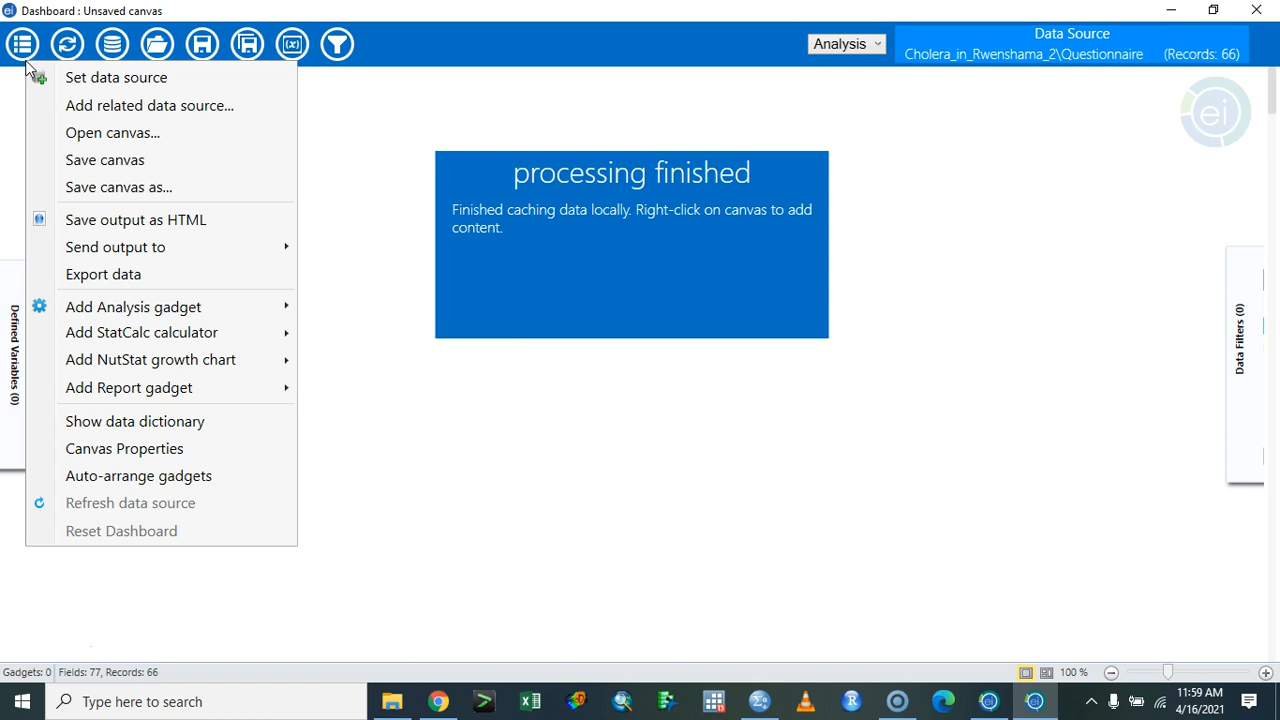 Dashboard : Unsaved canvas
Analysis
Data Source
Cholera_in_Rwenshama_2\Questionnaire (Records: 66)
Set data source
Add related data source...
Open canvas...
Save canvas
Save canvas as...
Save output as HTML
Send output to
Export data
Add Analysis gadget
Add StatCalc calculator
Add NutStat growth chart
Add Report gadget
Show data dictionary
Canvas Properties
Auto-arrange gadgets
Refresh data source
Reset Dashboard
processing finished
Finished caching data locally. Right-click on canvas to add
content.
Defined Variables (0)
Data Filters (0)
ei
Gadgets: 0 Fields: 77, Records: 66
100 %
Type here to search
11:59 AM
4/16/2021